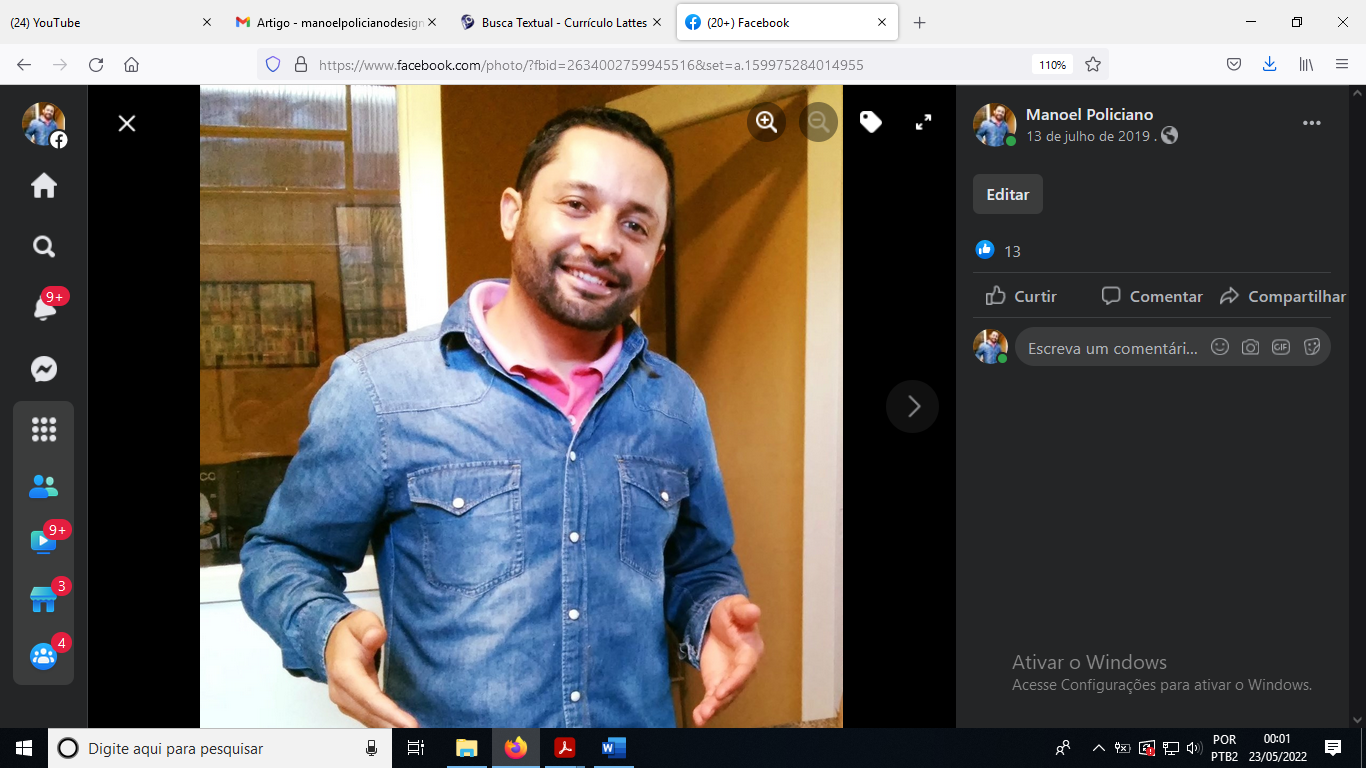 (24) YouTube
Artigo - manoelpolicianodesign
Busca Textual - Currículo Lattes
(20+) Facebook
https://www.facebook.com/photo/?fbid=2634002759945516&set=a.159975284014955
110%
Manoel Policiano
13 de julho de 2019 .
Editar
13
Curtir
Comentar
Compartilhar
Escreva um comentári...
GIF
9+
9+
3
4
Ativar o Windows
Acesse Configurações para ativar o Windows.
Digite aqui para pesquisar
POR
PTB2
00:01
23/05/2022